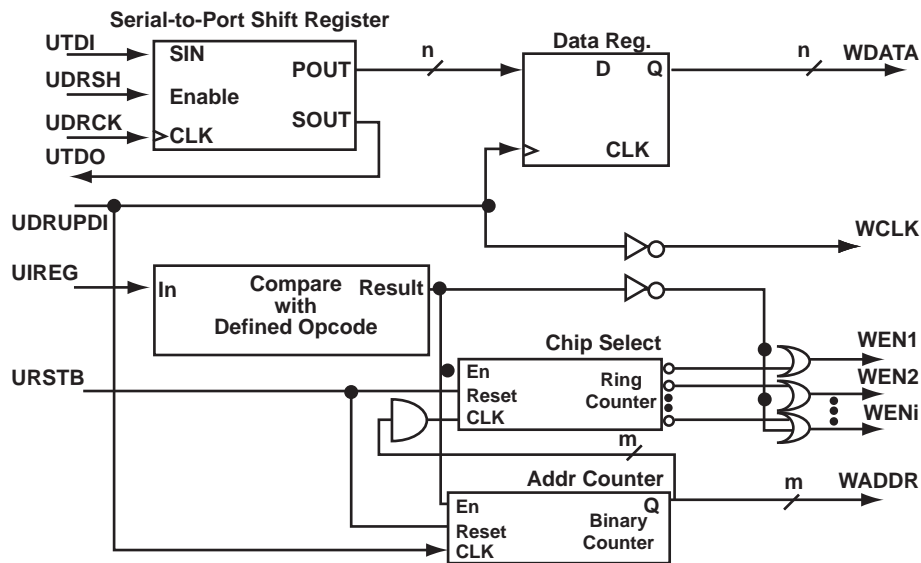 Serial-to-Port Shift Register
UTDI
SIN
Data Reg.
n
n
WDATA
POUT
D
Q
UDRSH
Enable
SOUT
UDRCK
CLK
CLK
UTDO
UDRUPDI
WCLK
UIREG
In
Compare
with
Defined Opcode
Result
Chip Select
WEN1
En
Ring
Counter
WEN2
URSTB
Reset
CLK
WENi
m
Addr Counter
m
WADDR
En
Q
Reset
Binary
Counter
CLK